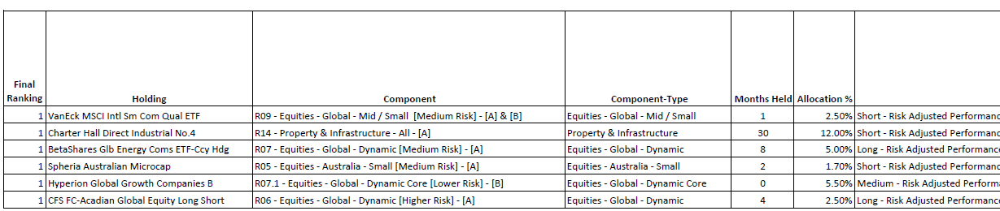 Final Ranking Holding Component Component-Type Months Held Allocation %
1 VanEck MSCI Intl Sm Com Qual ETF R09 - Equities - Global - Mid / Small [Medium Risk] - [A] & [B] Equities - Global - Mid / Small 1 2.50% Short - Risk Adjusted Performanc
1 Charter Hall Direct Industrial No.4 R14 - Property & Infrastructure - All - [A] Property & Infrastructure 30 12.00% Short - Risk Adjusted Performanc
1 BetaShares Glb Energy Coms ETF-Ccy Hdg R07 - Equities - Global - Dynamic [Medium Risk] - [A] Equities - Global - Dynamic 8 5.00% Long - Risk Adjusted Performance
1 Spheria Australian Microcap R05 - Equities - Australia - Small [Medium Risk] - [A] Equities - Australia - Small 2 1.70% Short - Risk Adjusted Performanc
1 Hyperion Global Growth Companies B R07.1 - Equities - Global - Dynamic Core [Lower Risk] - [B] Equities - Global - Dynamic Core 0 5.50% Medium - Risk Adjusted Perform
1 CFS FC-Acadian Global Equity Long Short R06 - Equities - Global - Dynamic [Higher Risk] - [A] Equities - Global - Dynamic 4 2.50% Long - Risk Adjusted Performance